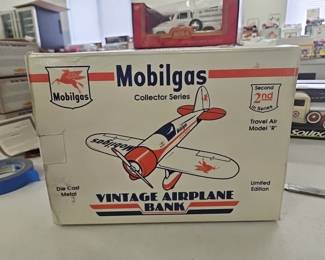 Mobilgas
Mobilgas
Collector Series
Second
2nd
in Series
Travel Air
Model "R"
Mobilgas
Die Cast
Metal
Limited
Edition
VINTAGE AIRPLANE
BANK